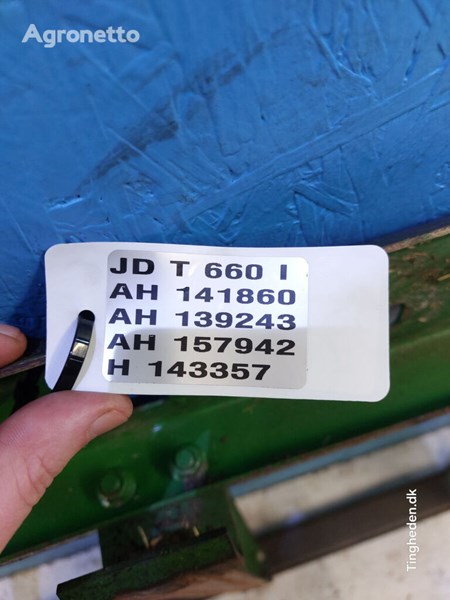 Agronetto
JD T 660 I
AH 141860
AH 139243
AH 157942
H 143357
Tingheden.dk